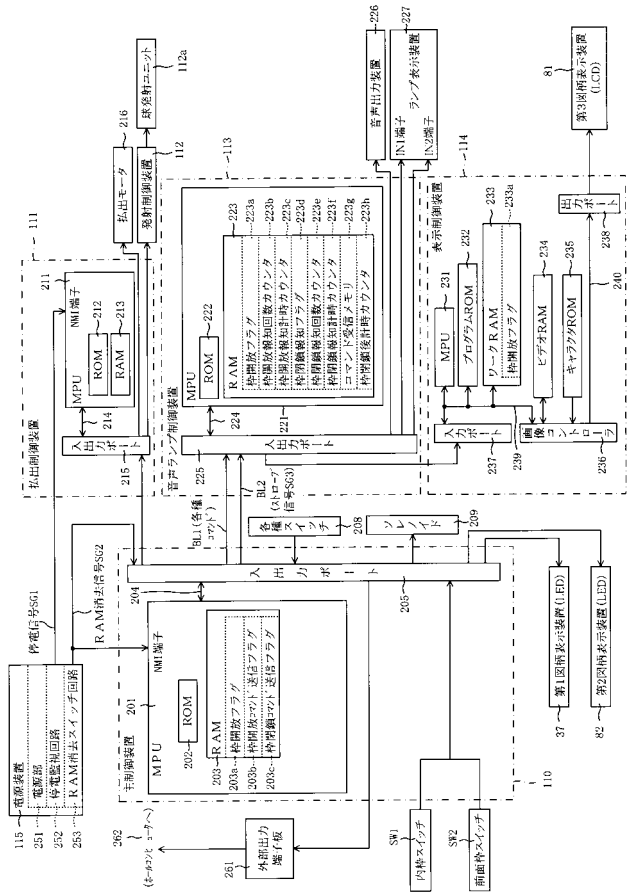 電源装置
115
電源部
251
停電監視回路
252
RAM消去スイッチ回路
253
停電信号SG1
RAM消去信号SG2
払出制御装置
111
MPU
211
NMI端子
ROM
212
RAM
213
214
入出力ポート
215
払出モータ
216
発射制御装置
112
球発射ユニット
112a
主制御装置
110
MPU
201
NMI端子
ROM
202
RAM
203
枠開放フラグ
203a
枠開放コマンド送信フラグ
203b
枠閉鎖コマンド送信フラグ
203c
204
入出力ポート
205
BL1(各種コマンド)
BL2
(ストローブ信号SG3)
各種スイッチ
208
ソレノイド
209
音声ランプ制御装置
113
MPU
221
ROM
222
RAM
223
枠開放フラグ
223a
枠開放報知回数カウンタ
223b
枠開放報知計時カウンタ
223c
枠閉鎖報知フラグ
223d
枠閉鎖報知回数カウンタ
223e
枠閉鎖報知計時カウンタ
223f
コマンド受信メモリ
223g
枠閉鎖後計時カウンタ
223h
224
入出力ポート
225
音声出力装置
226
ランプ表示装置
227
IN1端子
IN2端子
表示制御装置
114
MPU
231
プログラムROM
232
ワークRAM
233
枠開放フラグ
233a
ビデオRAM
234
キャラクタROM
235
入力ポート
237
画像コントローラ
236
239
240
出力ポート
238
第3図柄表示装置
(LCD)
81
第1図柄表示装置(LED)
37
第2図柄表示装置(LED)
82
(ホールコンピュータへ)
262
外部出力端子板
261
SW1
内枠スイッチ
SW2
前面枠スイッチ